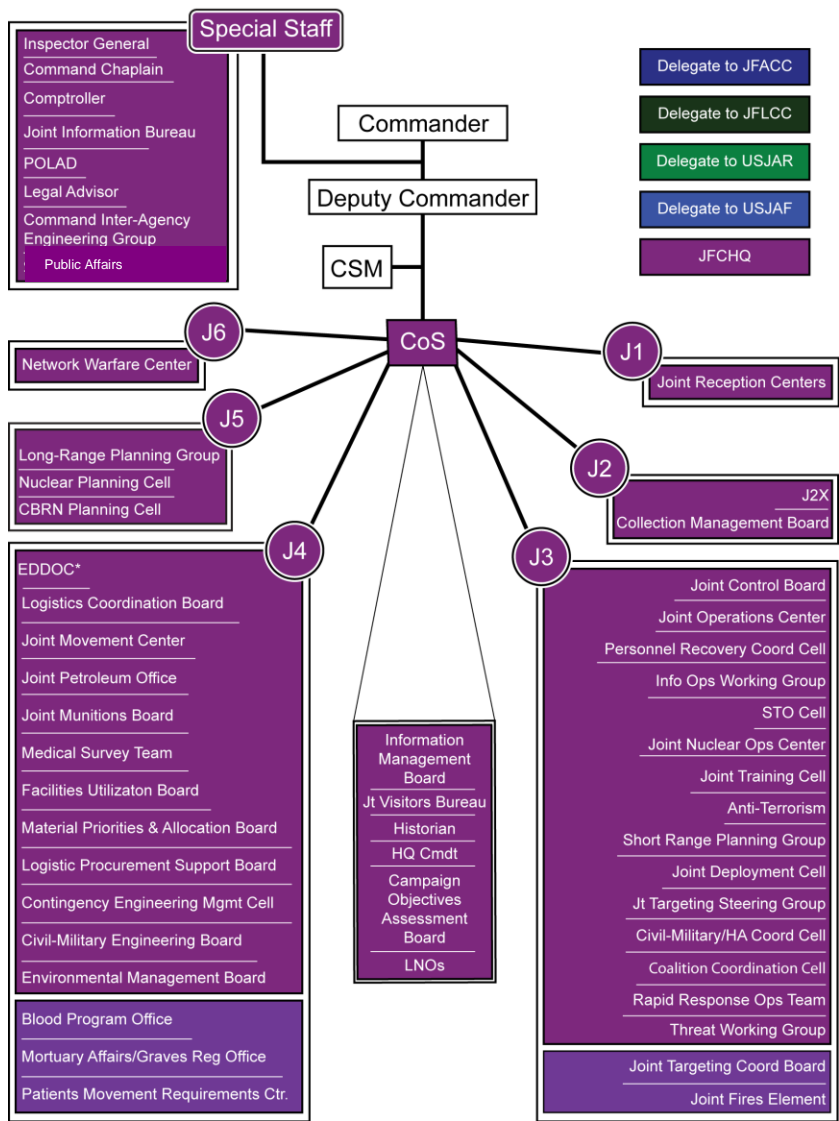 Special Staff
Inspector General
Command Chaplain
Comptroller
Joint Information Bureau
POLAD
Legal Advisor
Command Inter-Agency
Engineering Group
Public Affairs
Commander
Deputy Commander
CSM
CoS
Delegate to JFACC
Delegate to JFLCC
Delegate to USJAR
Delegate to USJAF
JFCHQ
J6
Network Warfare Center
J5
Long-Range Planning Group
Nuclear Planning Cell
CBRN Planning Cell
J4
EDDOC*
Logistics Coordination Board
Joint Movement Center
Joint Petroleum Office
Joint Munitions Board
Medical Survey Team
Facilities Utilizaton Board
Material Priorities & Allocation Board
Logistic Procurement Support Board
Contingency Engineering Mgmt Cell
Civil-Military Engineering Board
Environmental Management Board
Blood Program Office
Mortuary Affairs/Graves Reg Office
Patients Movement Requirements Ctr.
Information
Management
Board
Jt Visitors Bureau
Historian
HQ Cmdt
Campaign
Objectives
Assessment
Board
LNOs
J1
Joint Reception Centers
J2
J2X
Collection Management Board
J3
Joint Control Board
Joint Operations Center
Personnel Recovery Coord Cell
Info Ops Working Group
STO Cell
Joint Nuclear Ops Center
Joint Training Cell
Anti-Terrorism
Short Range Planning Group
Joint Deployment Cell
Jt Targeting Steering Group
Civil-Military/HA Coord Cell
Coalition Coordination Cell
Rapid Response Ops Team
Threat Working Group
Joint Targeting Coord Board
Joint Fires Element